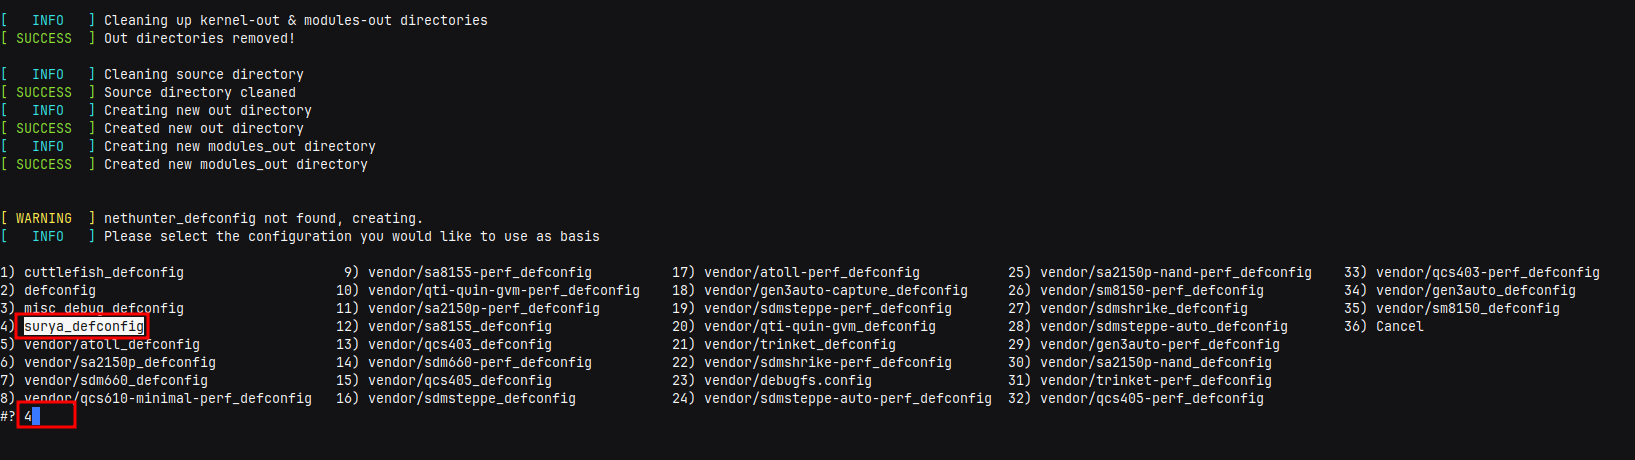 [   INFO   ] Cleaning up kernel-out & modules-out directories
[ SUCCESS  ] Out directories removed!
[   INFO   ] Cleaning source directory
[ SUCCESS  ] Source directory cleaned
[   INFO   ] Creating new out directory
[ SUCCESS  ] Created new out directory
[   INFO   ] Creating new modules_out directory
[ SUCCESS  ] Created new modules_out directory
[ WARNING  ] nethunter_defconfig not found, creating.
[   INFO   ] Please select the configuration you would like to use as basis
1) cuttlefish_defconfig 9) vendor/sa8155-perf_defconfig 17) vendor/atoll-perf_defconfig 25) vendor/sa2150p-nand-perf_defconfig 33) vendor/qcs403-perf_defconfig
2) defconfig 10) vendor/qti-quin-gvm-perf_defconfig 18) vendor/gen3auto-capture_defconfig 26) vendor/sm8150-perf_defconfig 34) vendor/gen3auto_defconfig
3) misc_debug_defconfig 11) vendor/sa2150p-perf_defconfig 19) vendor/sdmsteppe-perf_defconfig 27) vendor/sdmshrike_defconfig 35) vendor/sm8150_defconfig
4) surya_defconfig 12) vendor/sa8155_defconfig 20) vendor/qti-quin-gvm_defconfig 28) vendor/sdmsteppe-auto_defconfig 36) Cancel
5) vendor/atoll_defconfig 13) vendor/qcs403_defconfig 21) vendor/trinket_defconfig 29) vendor/gen3auto-perf_defconfig
6) vendor/sa2150p_defconfig 14) vendor/sdm660-perf_defconfig 22) vendor/sdmshrike-perf_defconfig 30) vendor/sa2150p-nand_defconfig
7) vendor/sdm660_defconfig 15) vendor/qcs405_defconfig 23) vendor/debugfs.config 31) vendor/trinket-perf_defconfig
8) vendor/qcs610-minimal-perf_defconfig 16) vendor/sdmsteppe_defconfig 24) vendor/sdmsteppe-auto-perf_defconfig 32) vendor/qcs405-perf_defconfig
#? 4